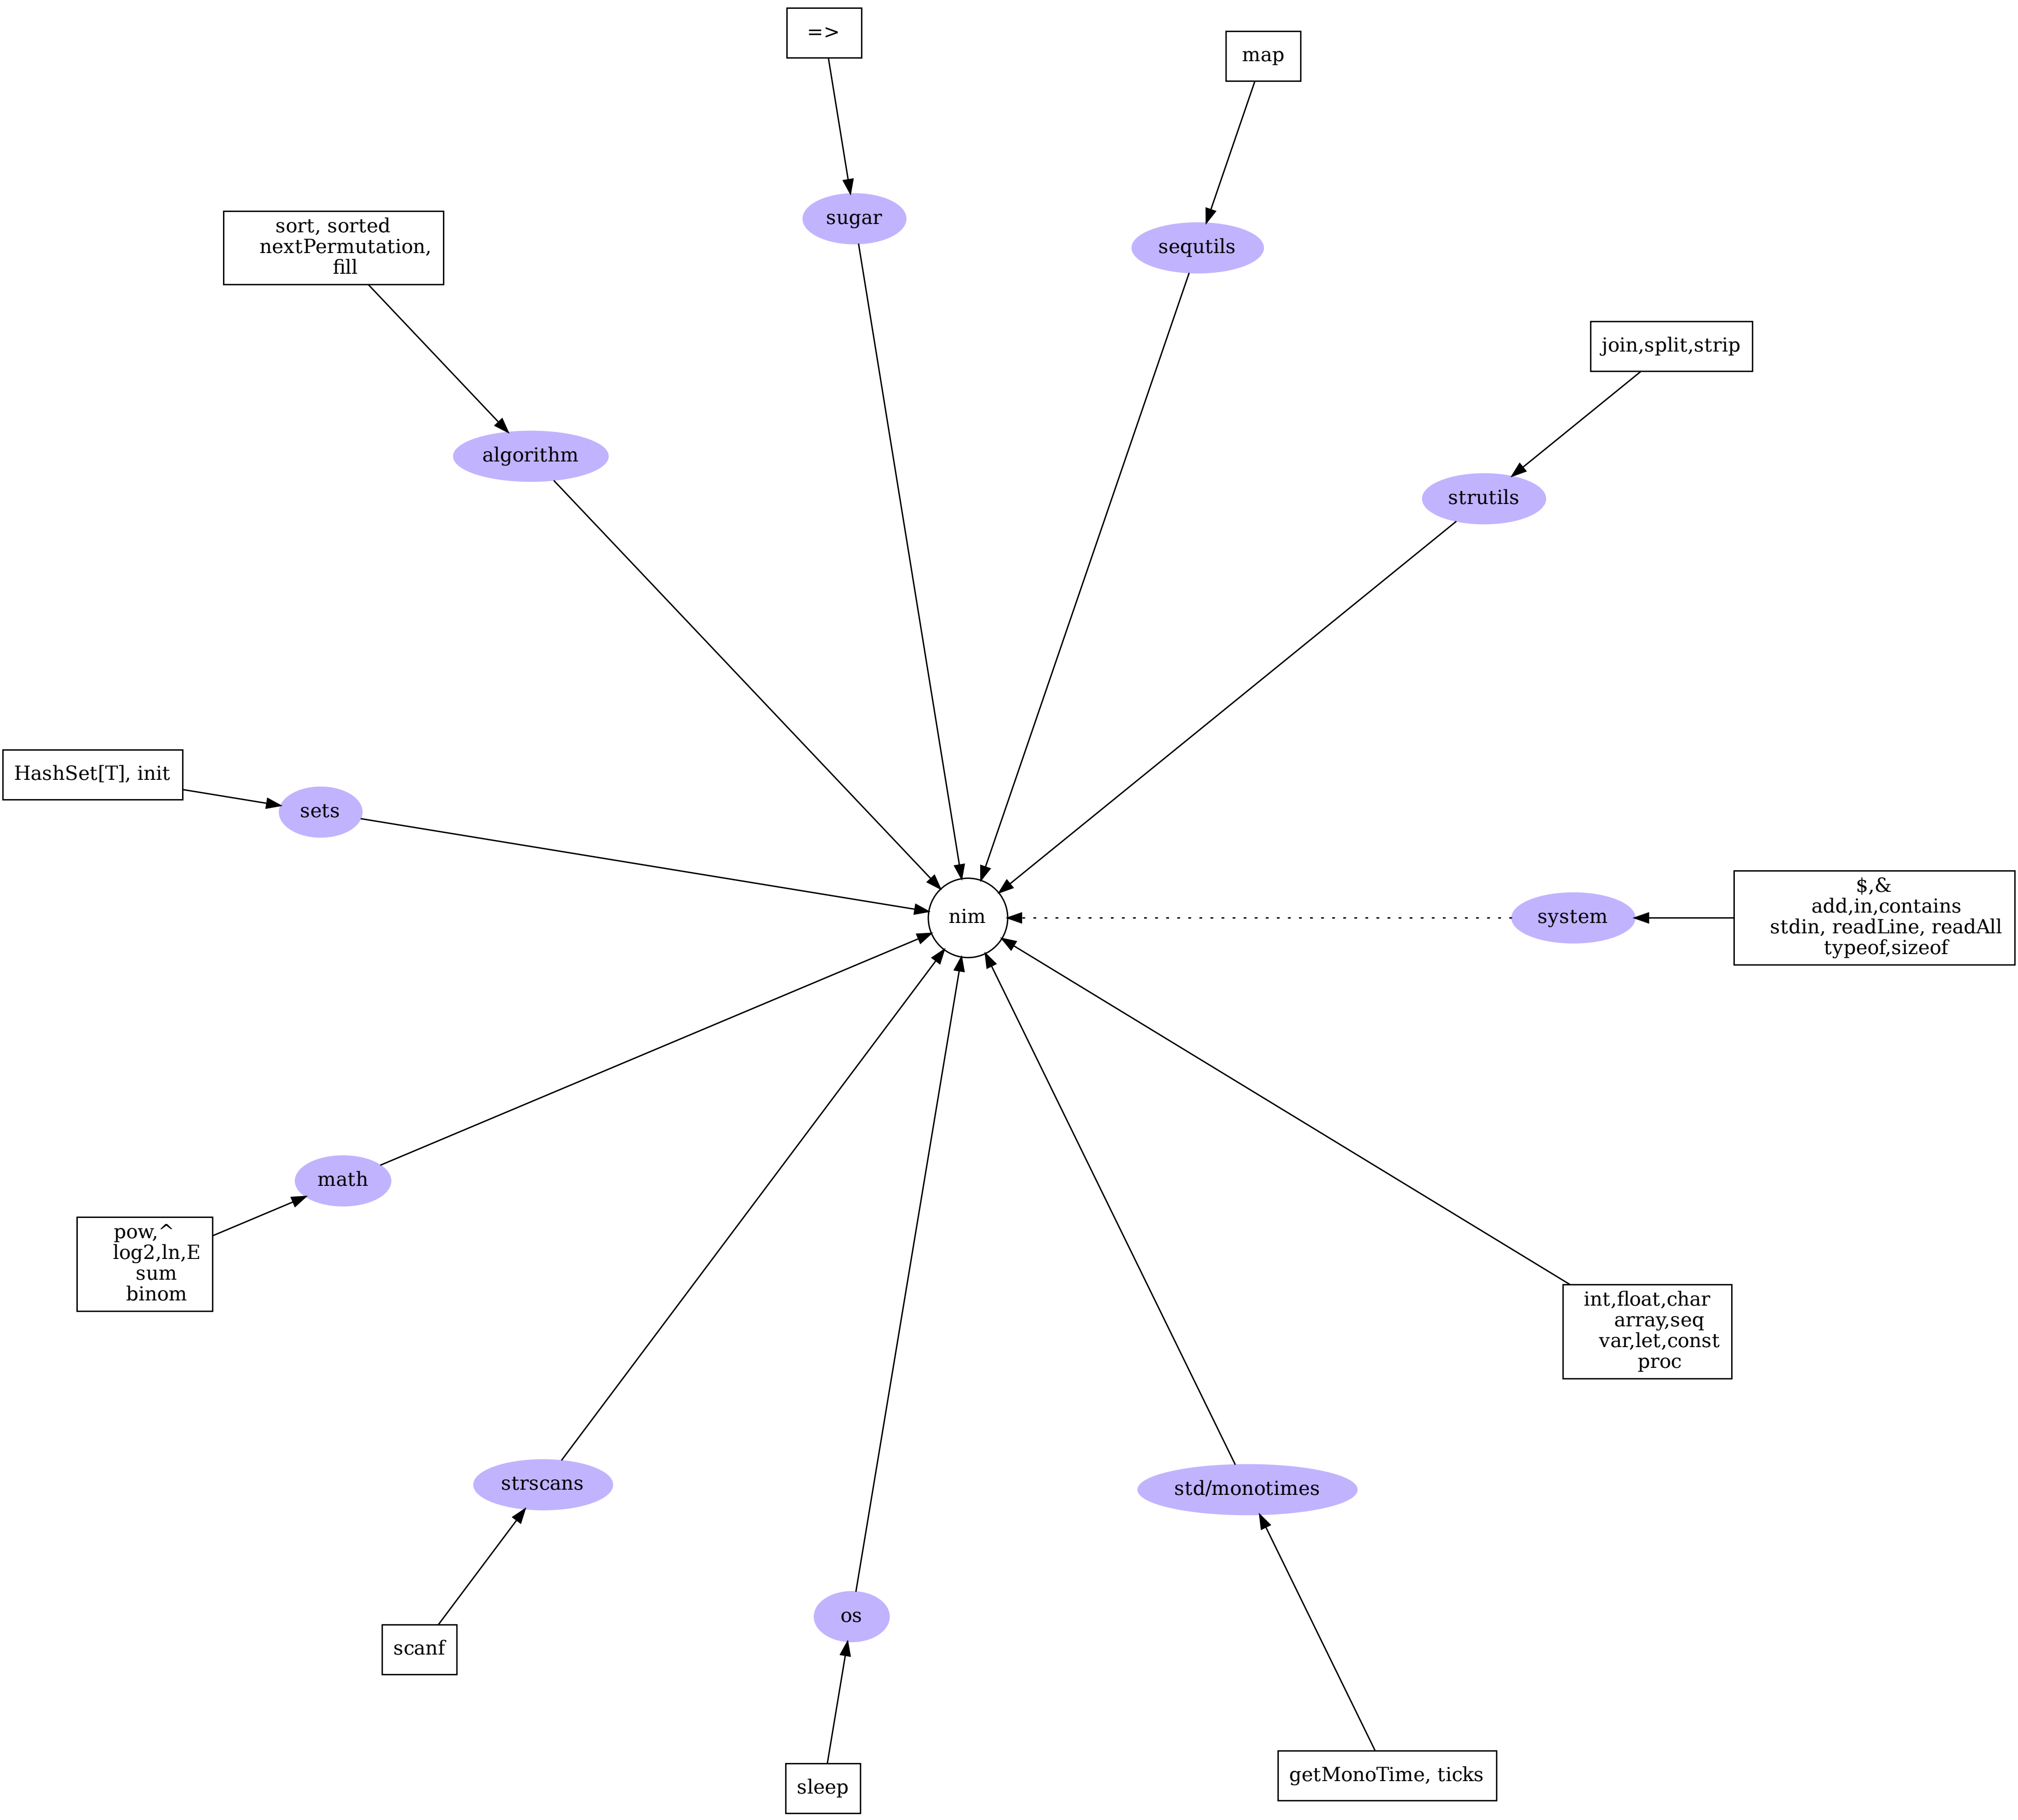 =>
map
sugar
sort, sorted
nextPermutation,
fill
sequtils
join,split,strip
algorithm
strutils
HashSet[T], init
sets
nim
system
$,&
add,in,contains
stdin, readLine, readAll
typeof,sizeof
math
pow,^
log2,ln,E
sum
binom
int,float,char
array,seq
var,let,const
proc
strscans
std/monotimes
os
scanf
sleep
getMonoTime, ticks